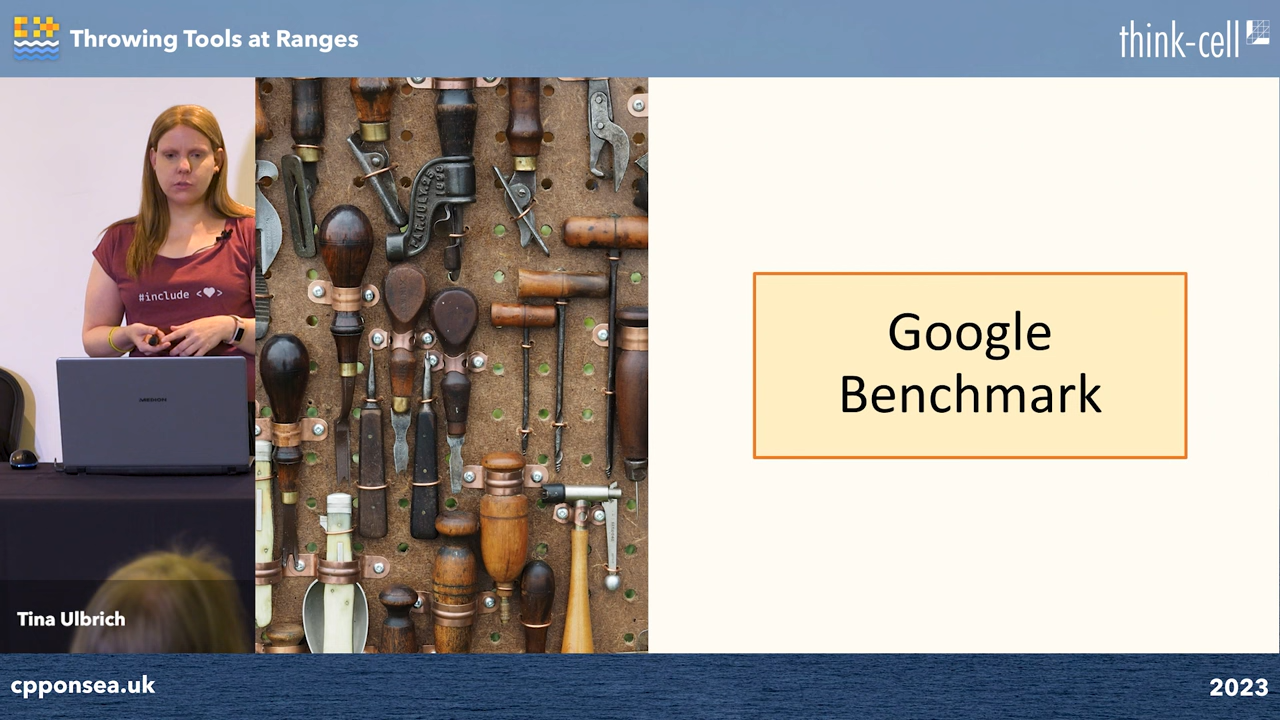 Throwing Tools at Ranges
think-cell
#include <♥>
Google
Benchmark
Tina Ulbrich
cpponsea.uk
2023